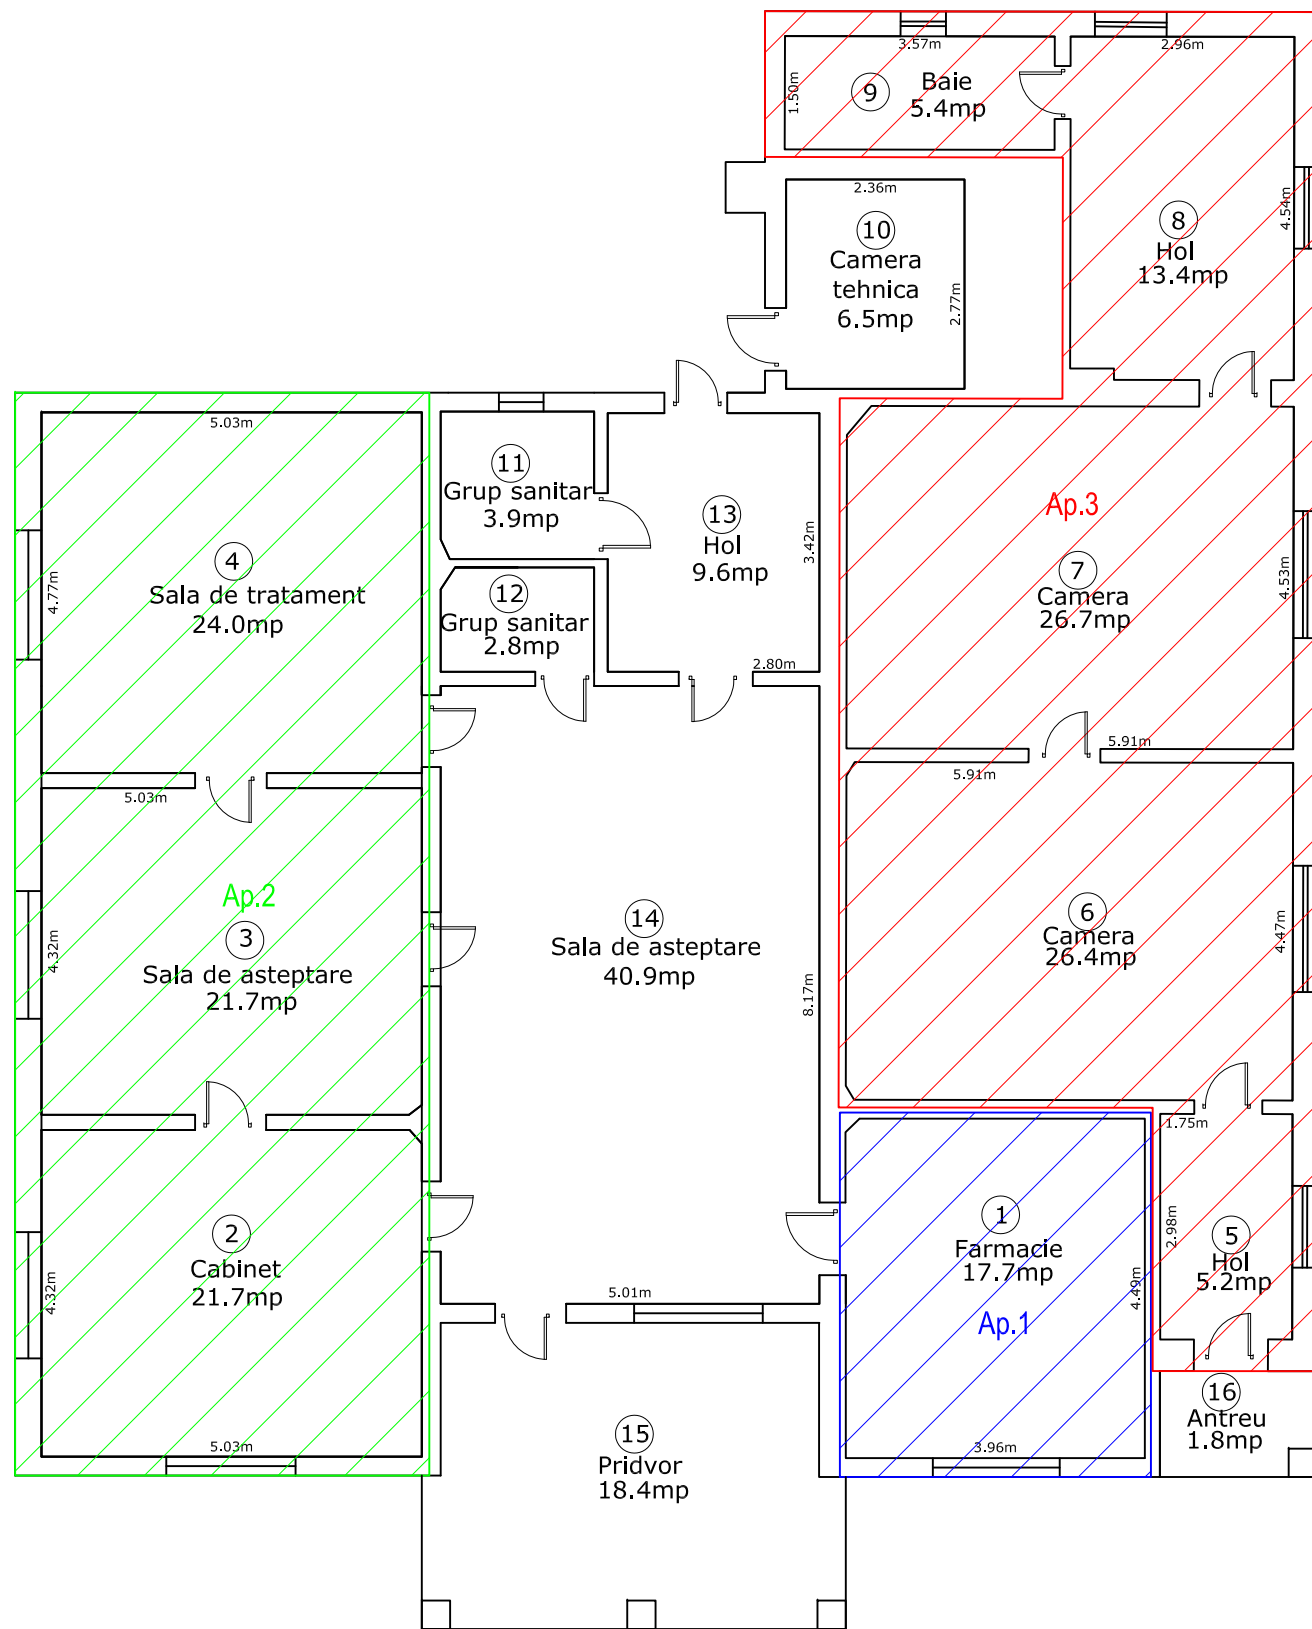 3.57m
2.96m
1.50m
9
Baie
5.4mp
2.36m
10
Camera
tehnica
6.5mp
2.77m
8
Hol
13.4mp
4.54m
5.03m
4
Sala de tratament
24.0mp
4.77m
11
Grup sanitar
3.9mp
12
Grup sanitar
2.8mp
13
Hol
9.6mp
3.42m
2.80m
Ap.3
7
Camera
26.7mp
4.53m
5.91m
5.91m
5.03m
Ap.2
3
Sala de asteptare
21.7mp
4.32m
14
Sala de asteptare
40.9mp
8.17m
6
Camera
26.4mp
4.47m
1.75m
2
Cabinet
21.7mp
4.32m
5.03m
5.01m
1
Farmacie
17.7mp
Ap.1
4.49m
3.96m
2.98m
5
Hol
5.2mp
16
Antreu
1.8mp
15
Pridvor
18.4mp